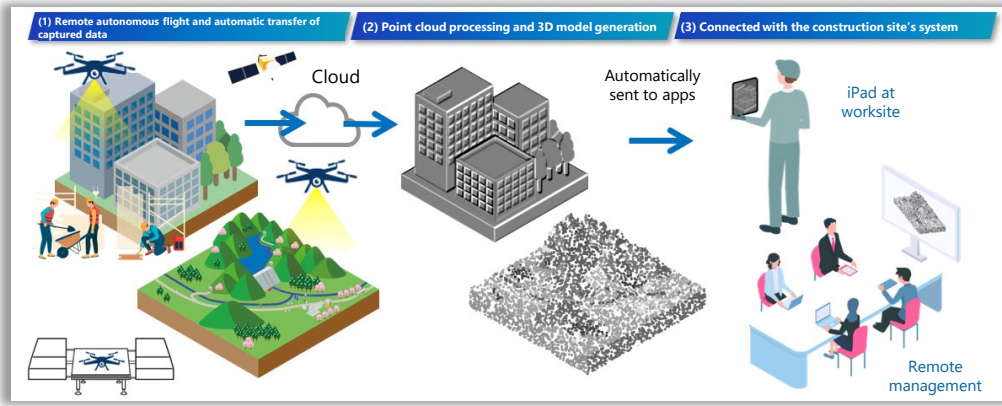 (1) Remote autonomous flight and automatic transfer of
captured data
(2) Point cloud processing and 3D model generation
(3) Connected with the construction site's system
Cloud
Automatically
sent to apps
iPad at
worksite
Remote
management